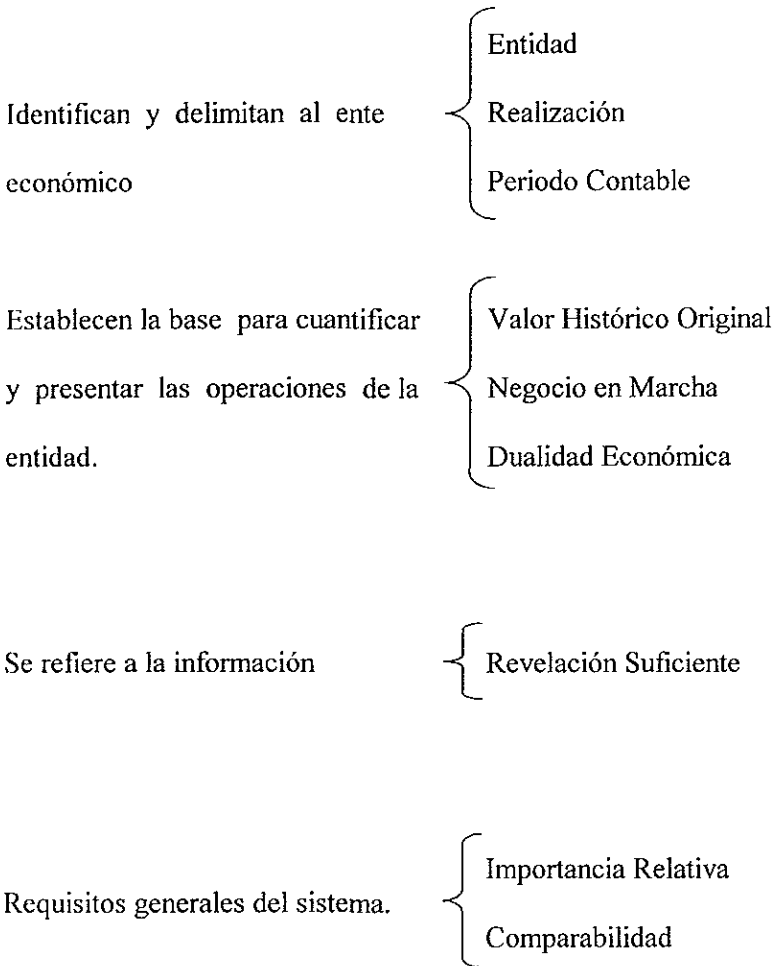 Identifican y delimitan al ente
económico
Entidad
Realización
Periodo Contable
Establecen la base para cuantificar
y presentar las operaciones de la
entidad.
Valor Histórico Original
Negocio en Marcha
Dualidad Económica
Se refiere a la información
Revelación Suficiente
Requisitos generales del sistema.
Importancia Relativa
Comparabilidad